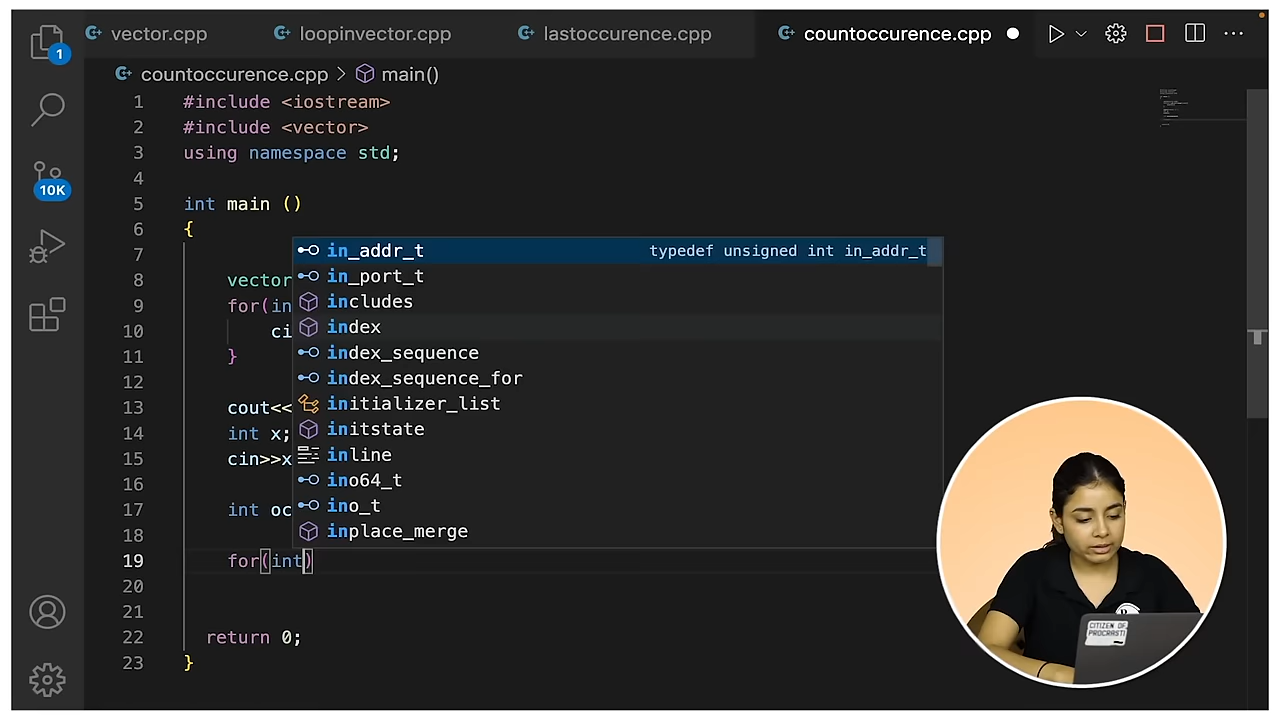 1
vector.cpp
loopinvector.cpp
lastoccurence.cpp
countoccurence.cpp
countoccurence.cpp > main()
10K
1 #include <iostream>
2 #include <vector>
3 using namespace std;
4
5 int main ()
6 {
7
8 vector
9 for(in
10 ci
11 }
12
13 cout<<
14 int x;
15 cin>>x
16
17 int oc
18
19 for(int)
20
21
22 return 0;
23 }
in_addr_t typedef unsigned int in_addr_t
in_port_t
includes
index
index_sequence
index_sequence_for
initializer_list
initstate
inline
ino64_t
ino_t
inplace_merge
CITIZEN OF
PROCRASTI